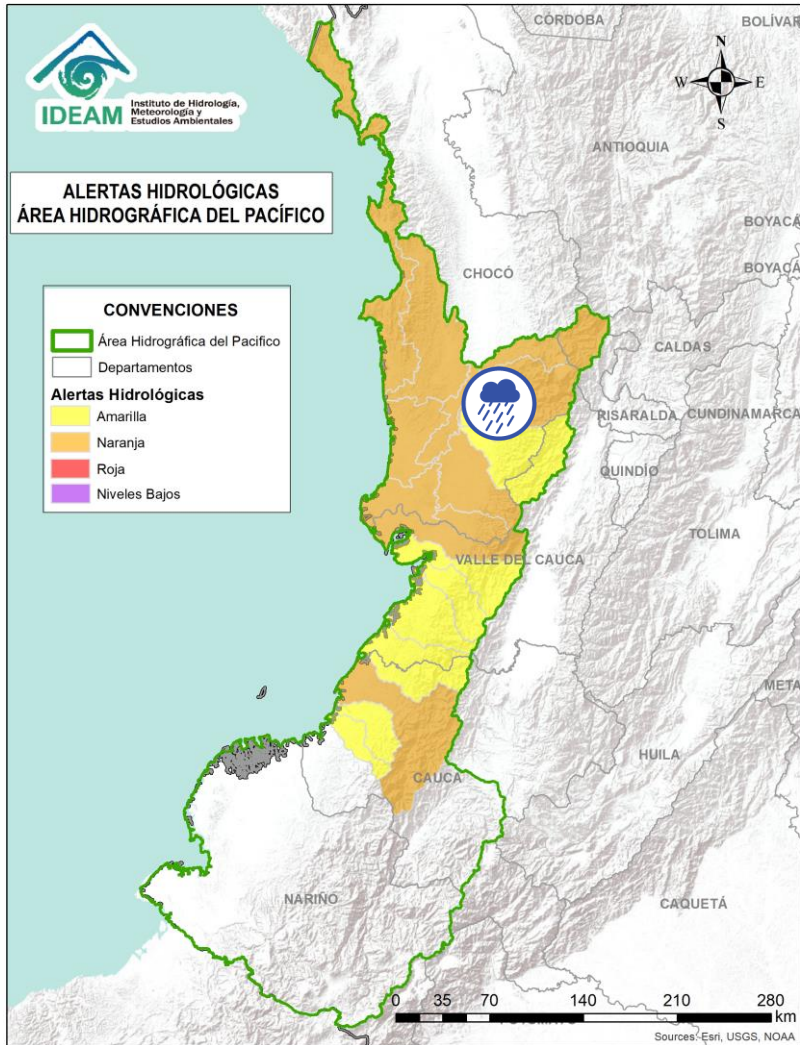 CÓRDOBA
BOLÍVAR
N
W
E
S
IDEAM
Instituto de Hidrología,
Meteorología y
Estudios Ambientales
ANTIOQUIA
ALERTAS HIDROLÓGICAS
ÁREA HIDROGRÁFICA DEL PACÍFICO
BOYACÁ
BOYACÁ
CHOCÓ
CONVENCIONES
Área Hidrográfica del Pacifico
Departamentos
Alertas Hidrológicas
Amarilla
Naranja
Roja
Niveles Bajos
CALDAS
RISARALDA
CUNDINAMARCA
QUINDÍO
TOLIMA
VALLE DEL CAUCA
META
HUILA
CAUCA
NARIÑO
CAQUETÁ
0 35 70 140 210 280
km
Sources: Esri, USGS, NOAA